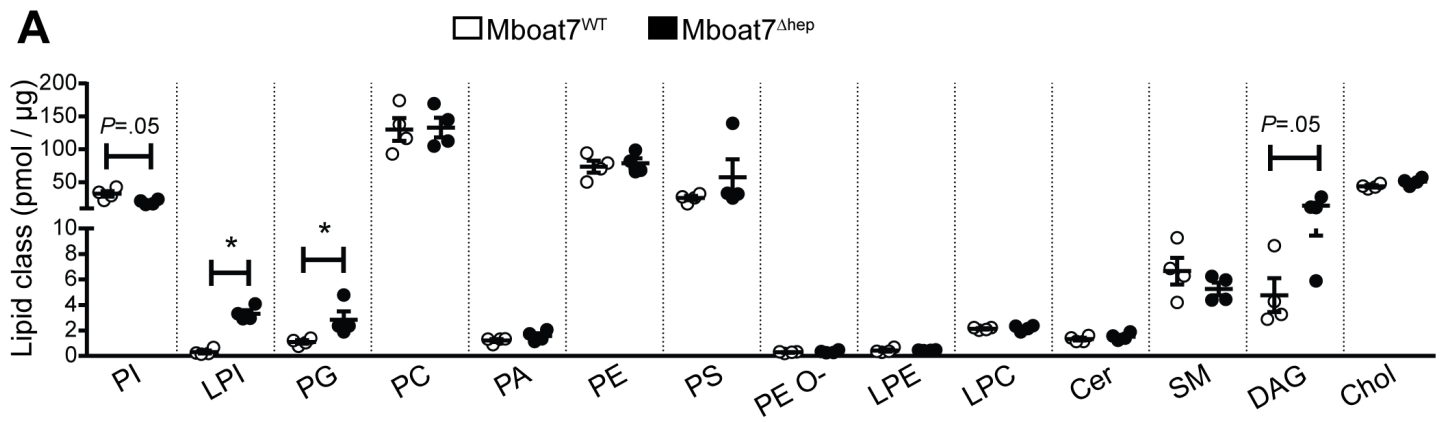 A
Mboat7WT Mboat7Δhep
Lipid class (pmol / µg)
200
150
100
50
10
8
6
4
2
0
P=.05
*
*
P=.05
PI LPI PG PC PA PE PS PE O- LPE LPC Cer SM DAG Chol